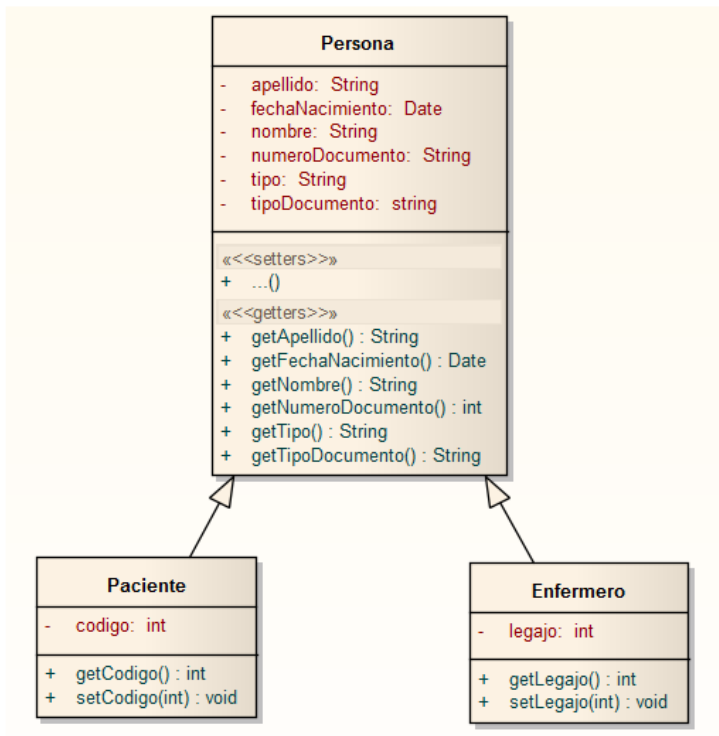 Persona
- apellido: String
- fechaNacimiento: Date
- nombre: String
- numeroDocumento: String
- tipo: String
- tipoDocumento: string
«<<setters>>»
+ ...()
«<<getters>>»
+ getApellido() : String
+ getFechaNacimiento() : Date
+ getNombre() : String
+ getNumeroDocumento() : int
+ getTipo() : String
+ getTipoDocumento() : String
Paciente
- codigo: int
+ getCodigo() : int
+ setCodigo(int) : void
Enfermero
- legajo: int
+ getLegajo() : int
+ setLegajo(int) : void